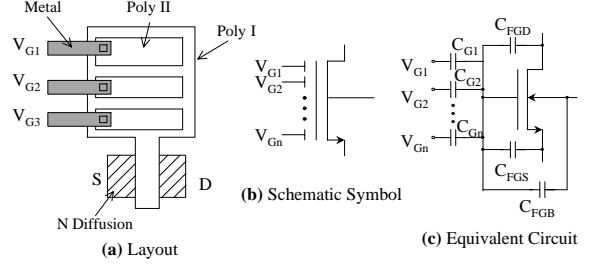 Metal
Poly II
Poly I
V_G1
V_G2
V_G3
S
D
N Diffusion
(a) Layout
V_G1
V_G2
V_Gn
(b) Schematic Symbol
C_FGD
C_G1
V_G1
C_G2
V_G2
C_Gn
V_Gn
C_FGS
C_FGB
(c) Equivalent Circuit